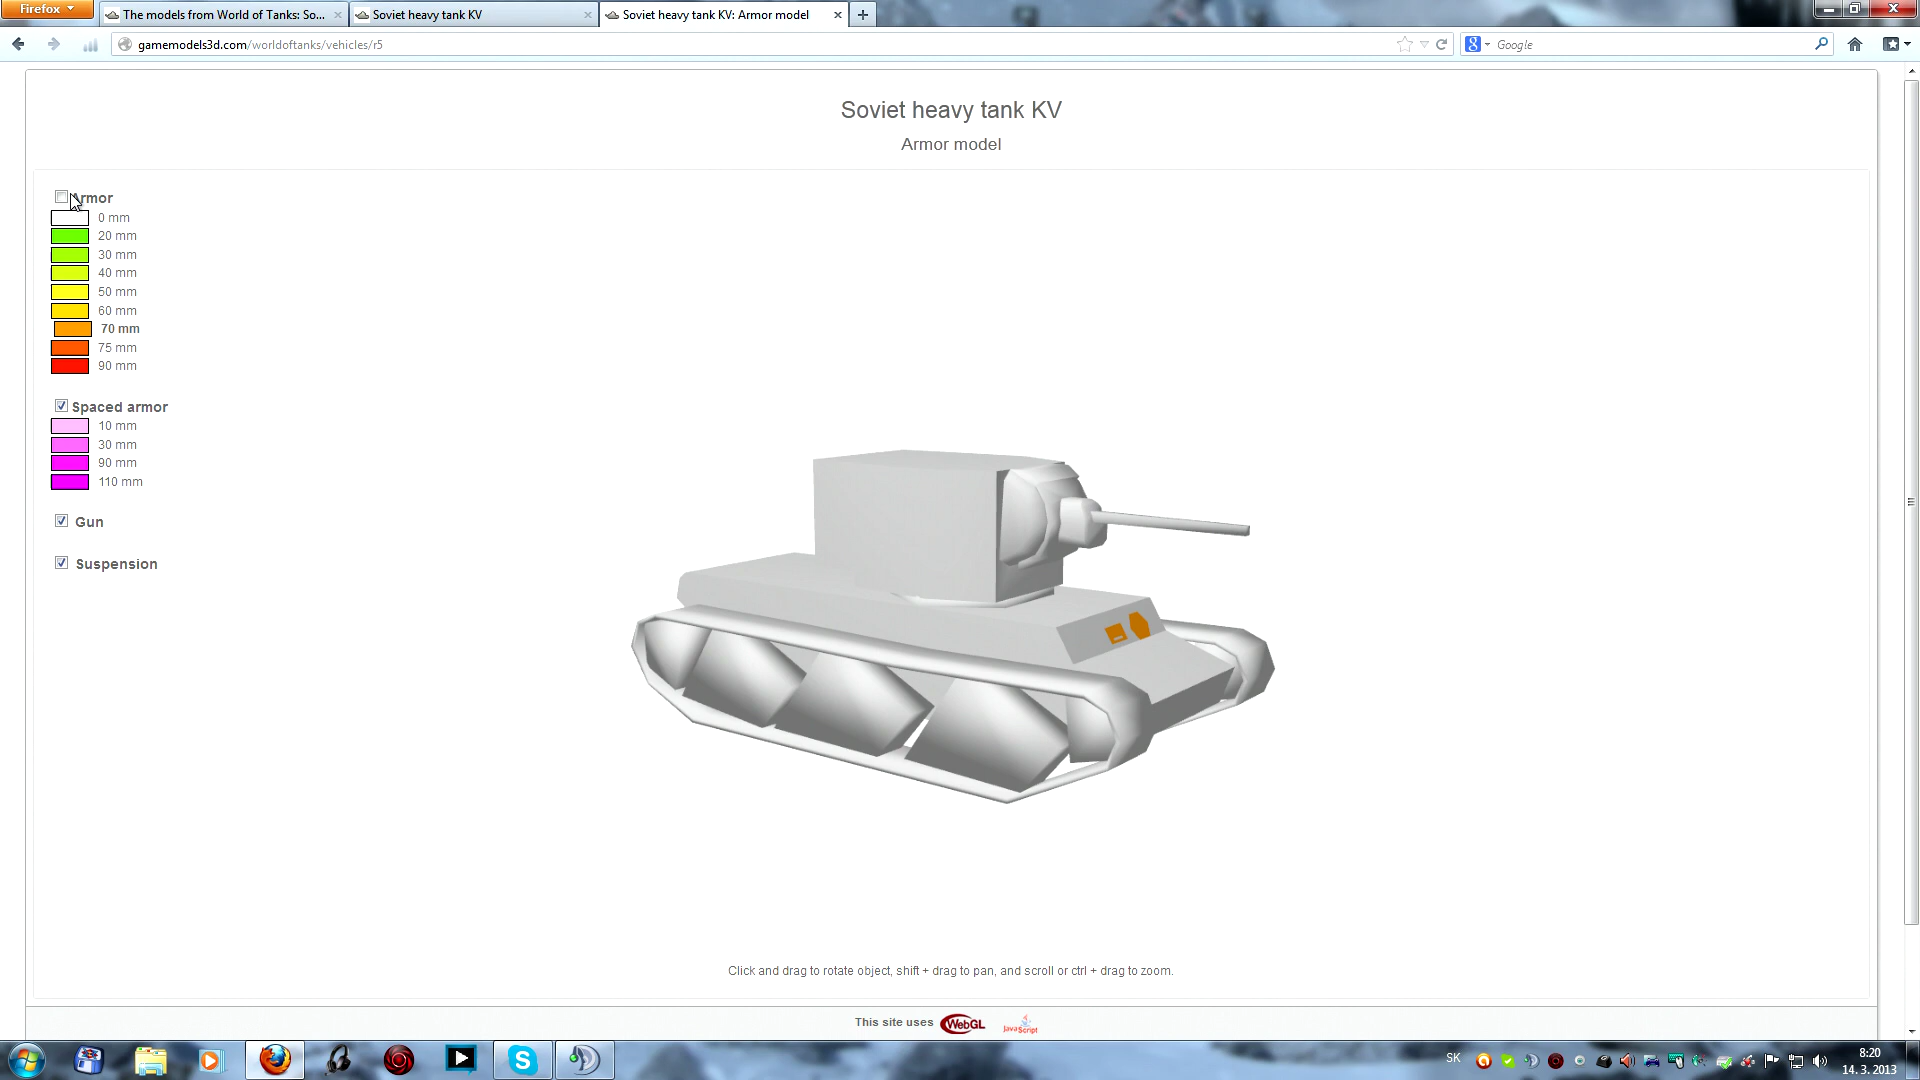 Firefox
The models from World of Tanks: So...
Soviet heavy tank KV
Soviet heavy tank KV: Armor model
gamemodels3d.com/worldoftanks/vehicles/r5
Google
Soviet heavy tank KV
Armor model
Armor
0 mm
20 mm
30 mm
40 mm
50 mm
60 mm
70 mm
75 mm
90 mm
Spaced armor
10 mm
30 mm
90 mm
110 mm
Gun
Suspension
Click and drag to rotate object, shift + drag to pan, and scroll or ctrl + drag to zoom.
This site uses WebGL JavaScript
SK
8:20
14. 3. 2013